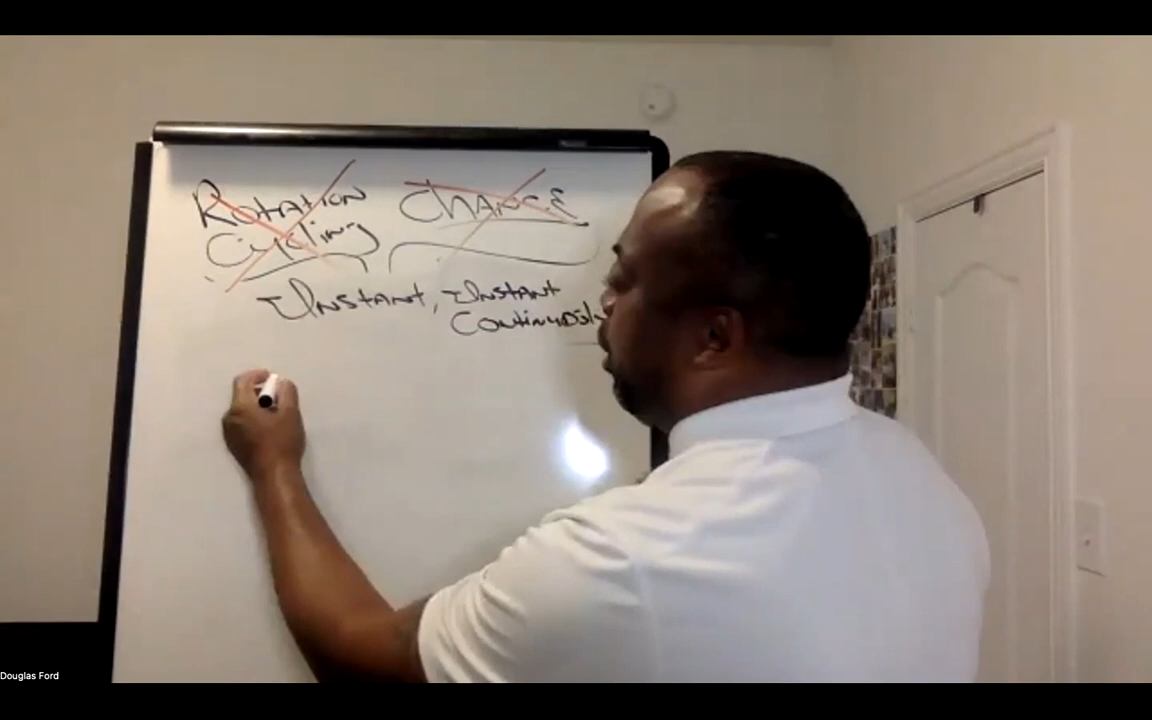 Rotation CHANGE
Cycling
Instant, Instant
Continuously
Douglas Ford